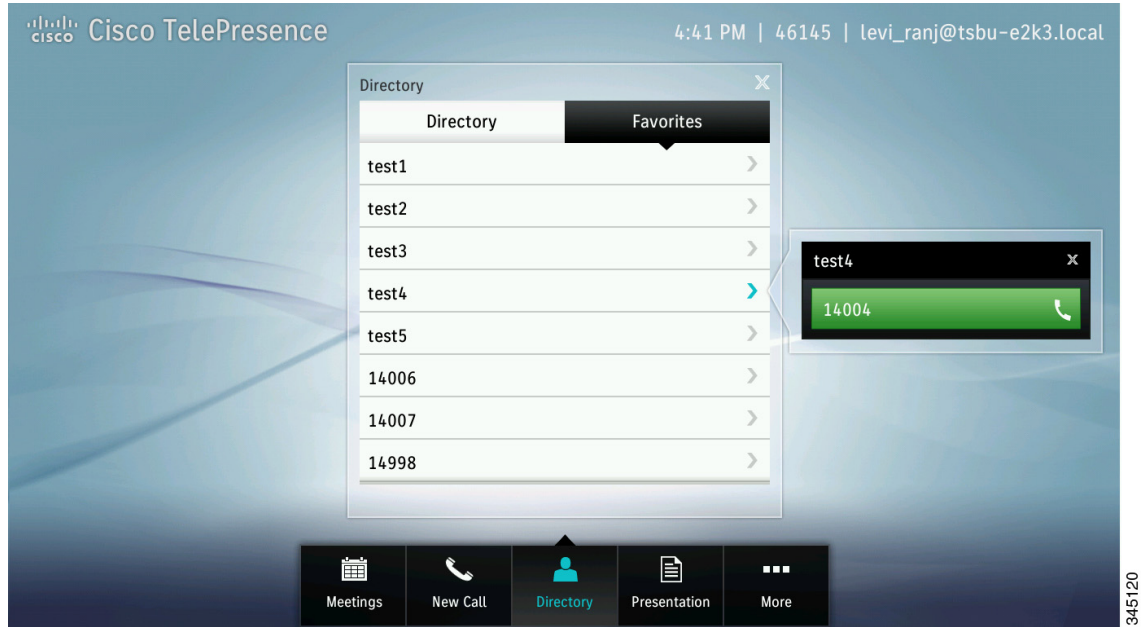 cisco Cisco TelePresence
4:41 PM | 46145 | levi_ranj@tsbu-e2k3.local
Directory X
Directory Favorites
test1
test2
test3
test4
test5
14006
14007
14998
test4 x
14004
Meetings New Call Directory Presentation More
345120